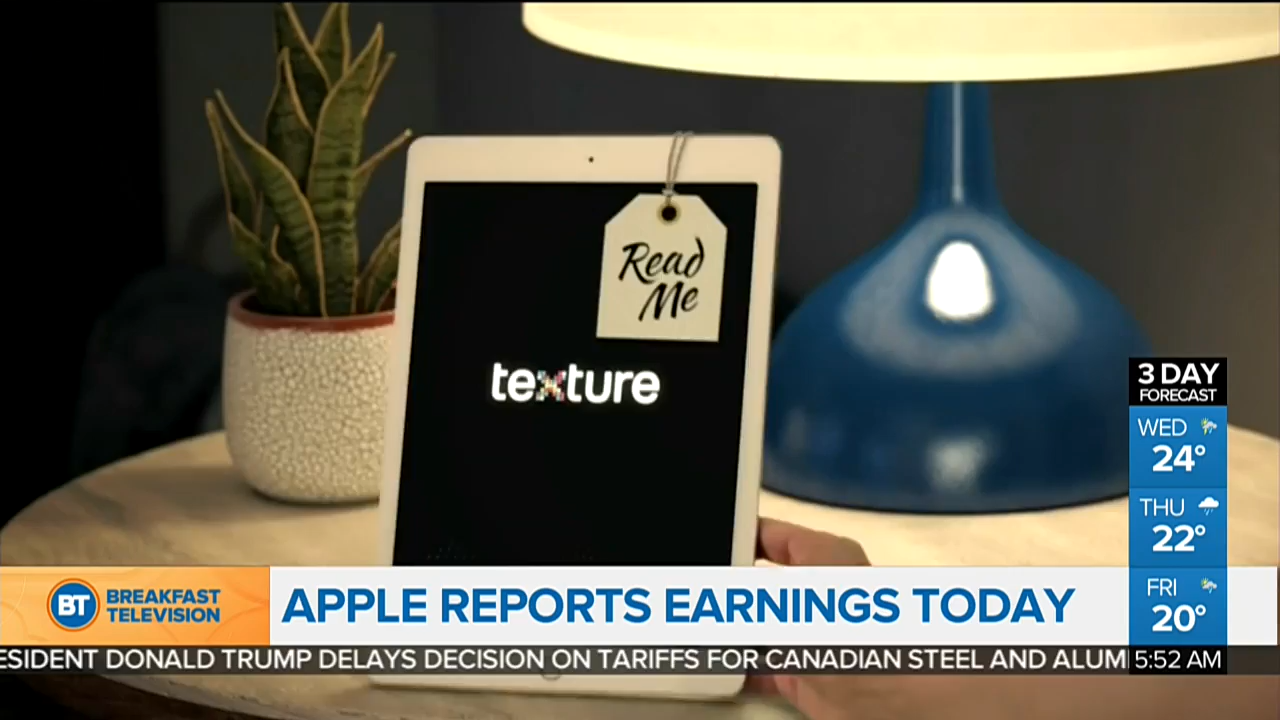 Read
Me
texture
3 DAY
FORECAST
WED
24°
THU
22°
FRI
20°
BT
BREAKFAST
TELEVISION
APPLE REPORTS EARNINGS TODAY
ESIDENT DONALD TRUMP DELAYS DECISION ON TARIFFS FOR CANADIAN STEEL AND ALUM
5:52 AM